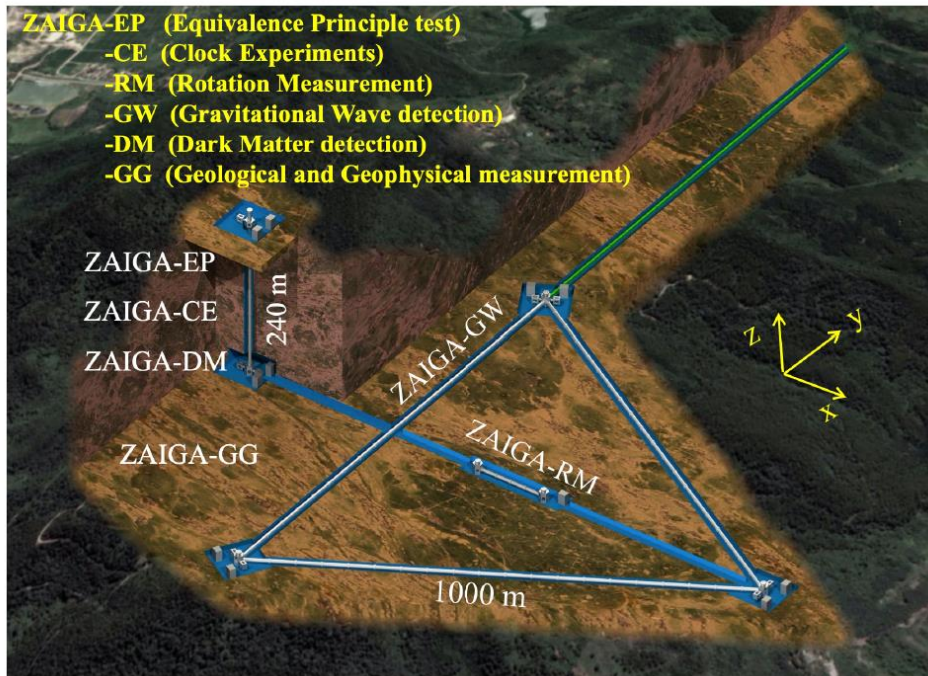 ZAIGA-EP (Equivalence Principle test)
-CE (Clock Experiments)
-RM (Rotation Measurement)
-GW (Gravitational Wave detection)
-DM (Dark Matter detection)
-GG (Geological and Geophysical measurement)
ZAIGA-EP
ZAIGA-CE
ZAIGA-DM
240 m
ZAIGA-GW
ZAIGA-RM
ZAIGA-GG
1000 m
z
y
x